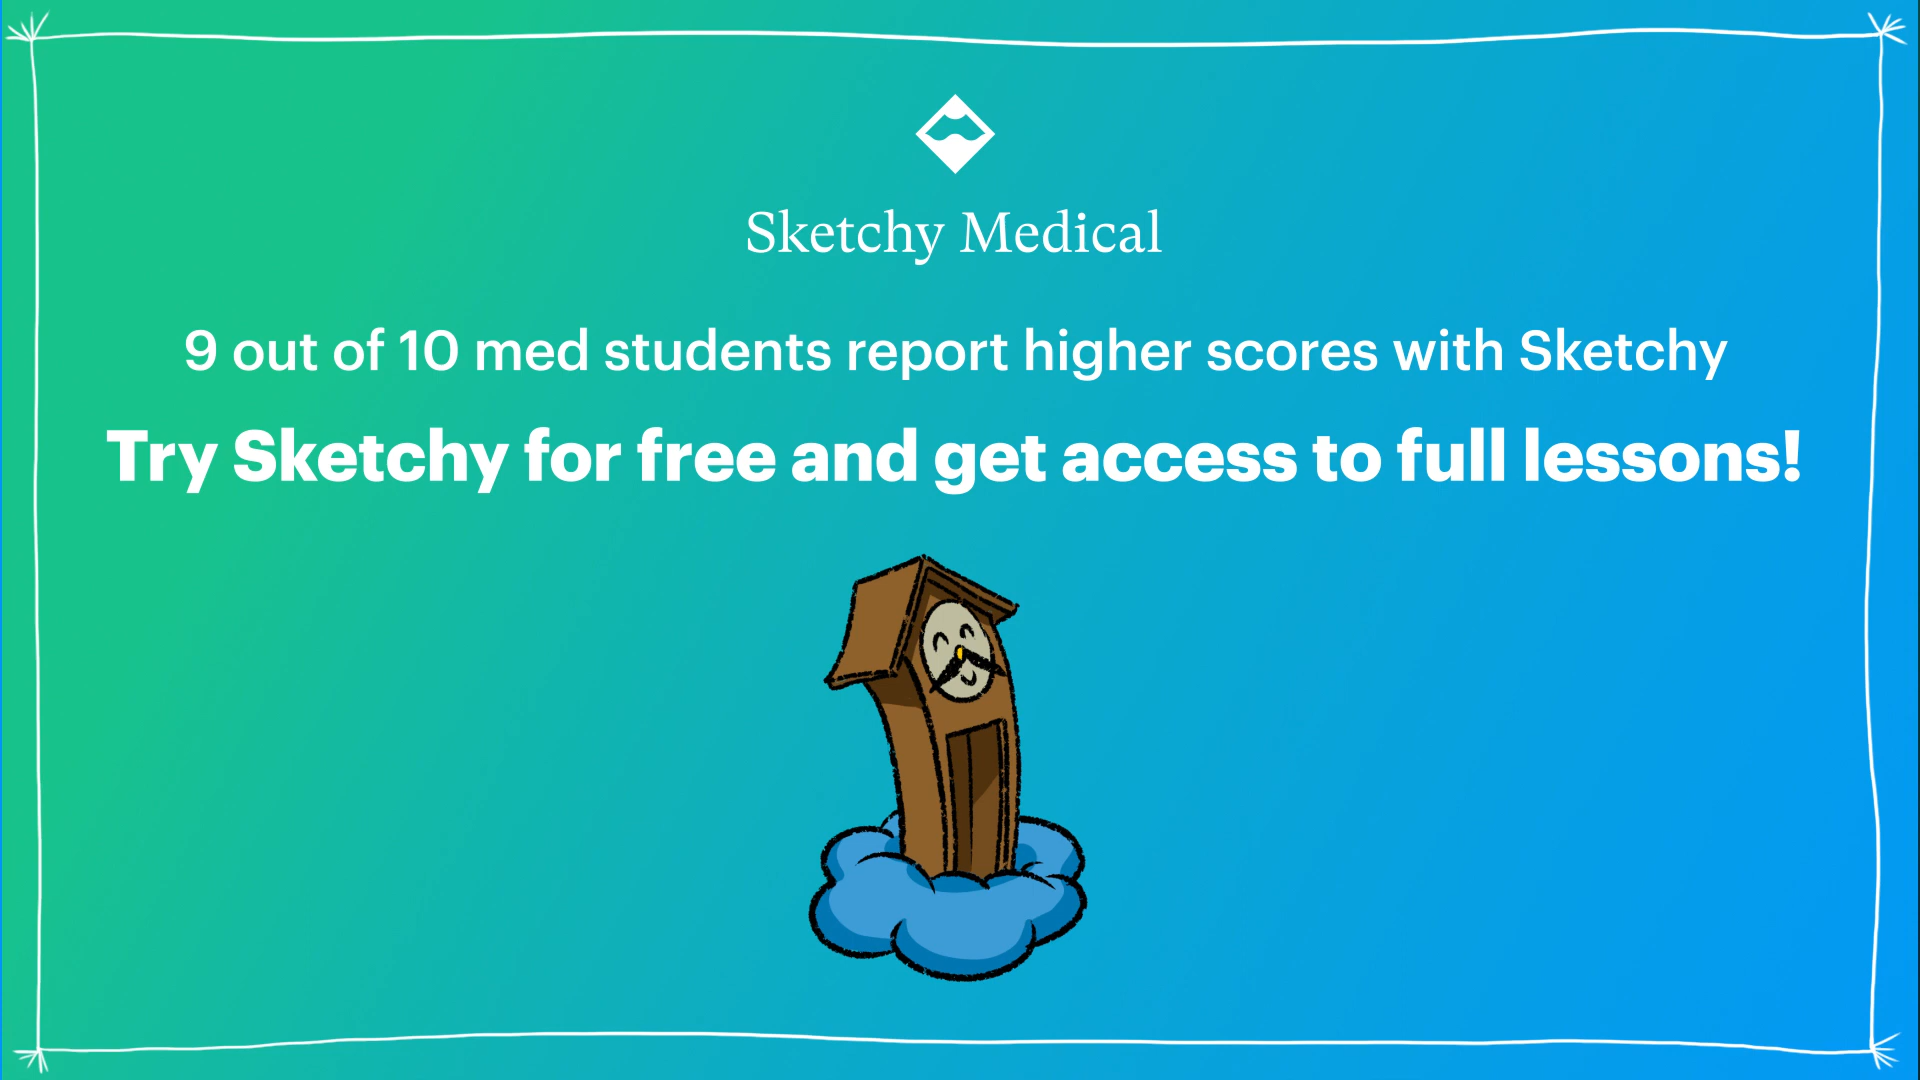 Sketchy Medical
9 out of 10 med students report higher scores with Sketchy
Try Sketchy for free and get access to full lessons!